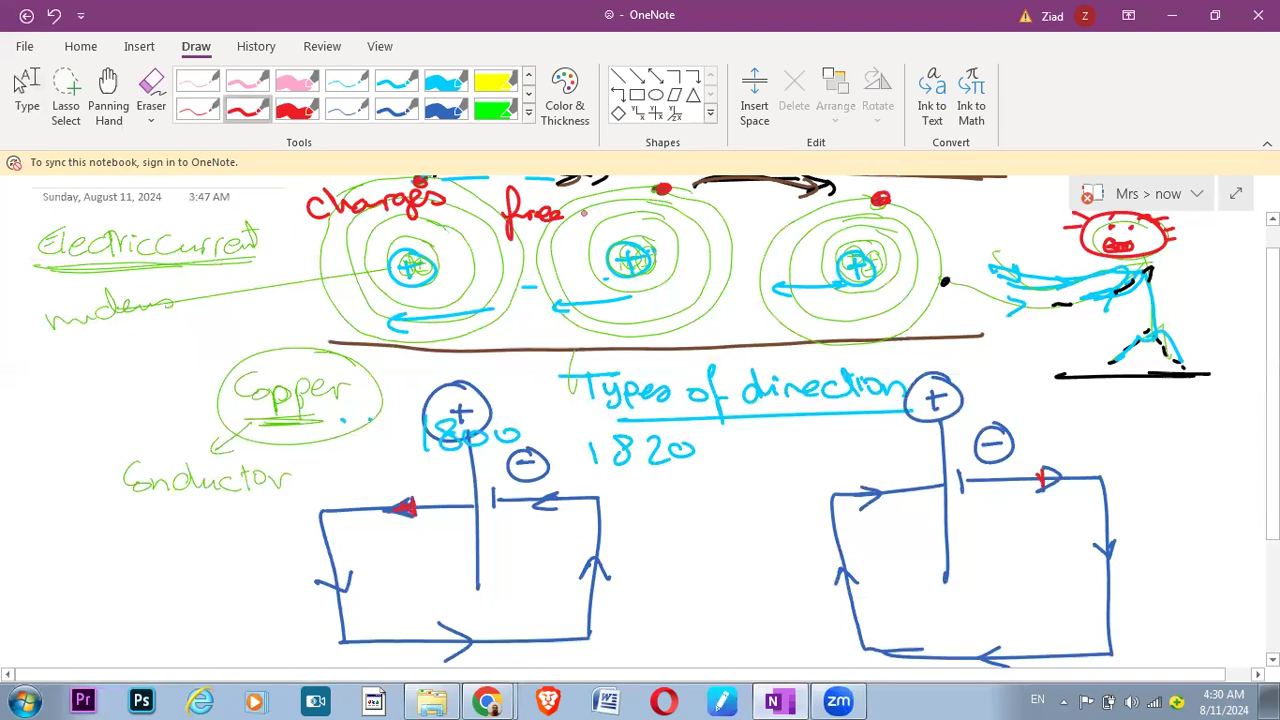 - OneNote
Ziad Z
File Home Insert Draw History Review View
Type
Lasso Select
Panning Hand
Eraser
Color & Thickness
Insert Space
Delete
Arrange
Rotate
Ink to Text
Ink to Math
Tools
Shapes
Edit
Convert
To sync this notebook, sign in to OneNote.
Sunday, August 11, 2024 3:47 AM
Mrs > now
charges free
Electric Current
Copper
Conductor
Types of direction
1800
1820
Pr Ps W N zm
EN
4:30 AM
8/11/2024